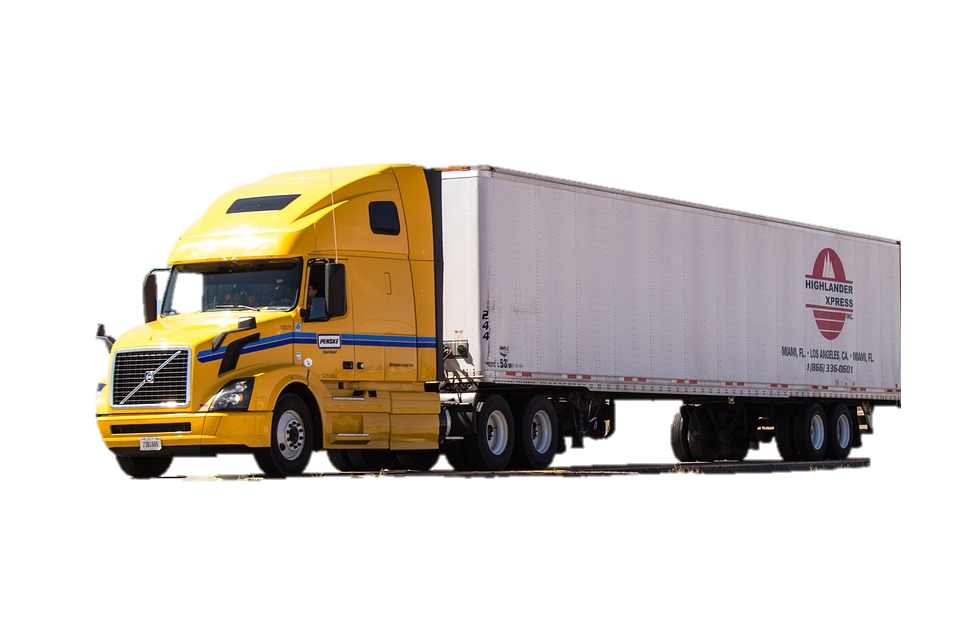 PENSKE
244
HIGHLANDER
XPRESS
INC.
MIAMI, FL. • LOS ANGELES, CA. • MIAMI, FL.
1(866) 336-0601